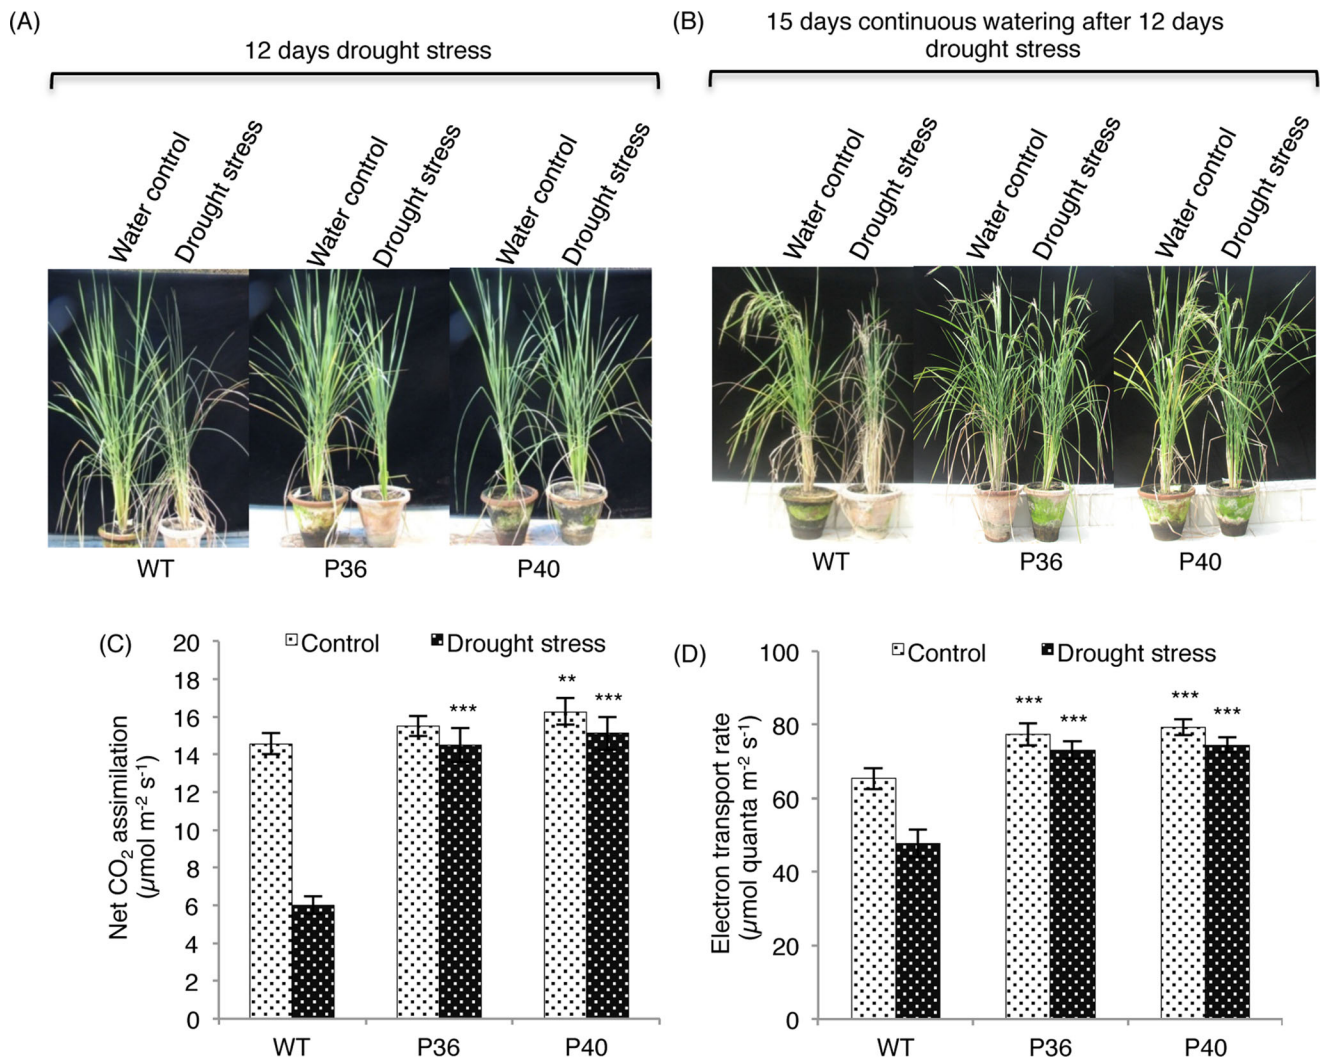 (A)
12 days drought stress
Water control
Drought stress
Water control
Drought stress
Water control
Drought stress
WT
P36
P40
(B)
15 days continuous watering after 12 days
drought stress
Water control
Drought stress
Water control
Drought stress
Water control
Drought stress
WT
P36
P40
(C)
Control
Drought stress
Net CO₂ assimilation
(µmol m⁻² s⁻¹)
20
18
16
14
12
10
8
6
4
2
0
***
**
***
WT
P36
P40
(D)
Control
Drought stress
Electron transport rate
(µmol quanta m⁻² s⁻¹)
100
80
60
40
20
0
***
***
***
***
WT
P36
P40